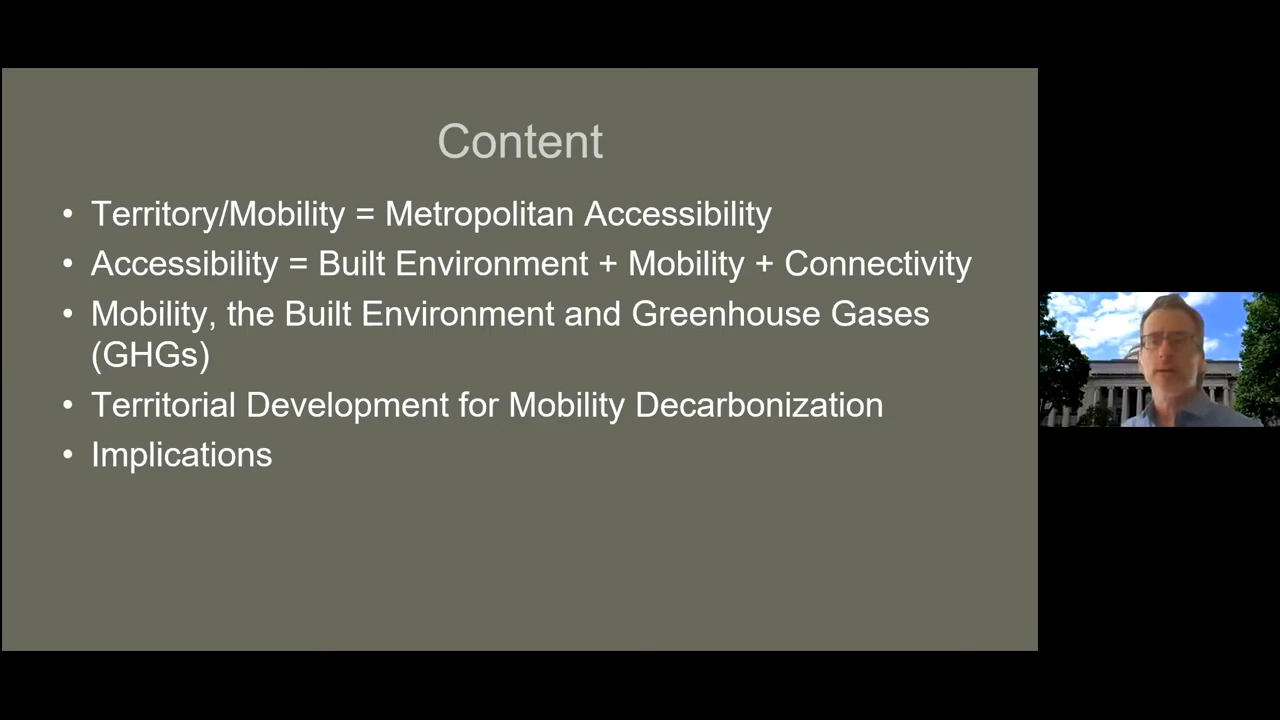 Content
• Territory/Mobility = Metropolitan Accessibility
• Accessibility = Built Environment + Mobility + Connectivity
• Mobility, the Built Environment and Greenhouse Gases
(GHGs)
• Territorial Development for Mobility Decarbonization
• Implications